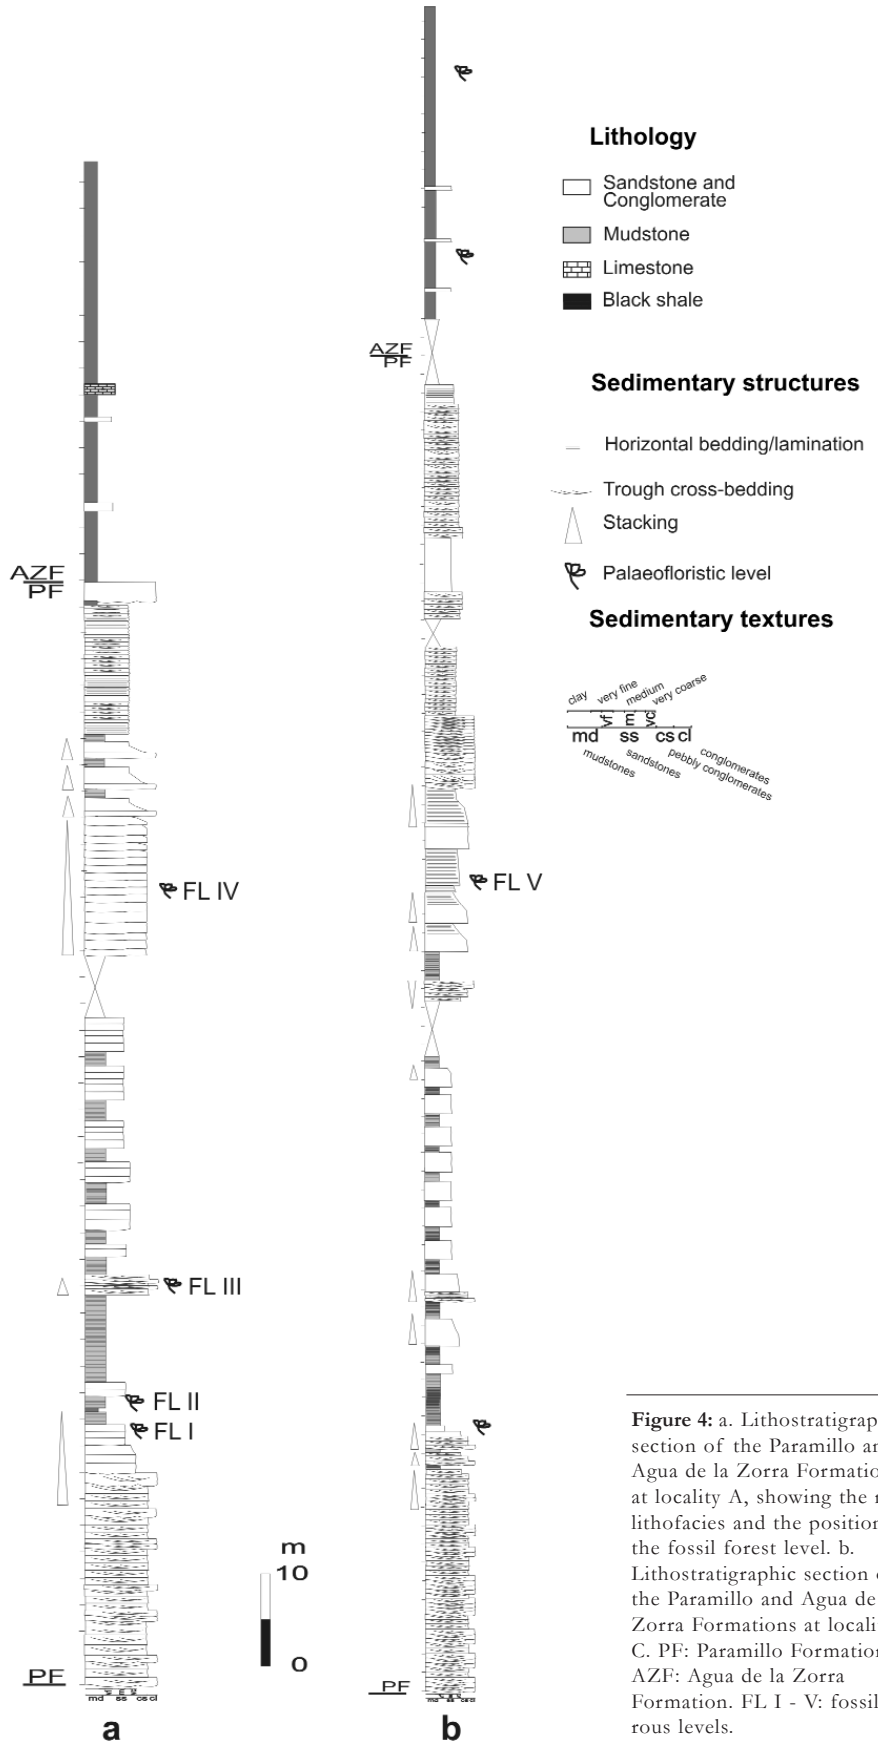 Lithology
Sandstone and
Conglomerate
Mudstone
Limestone
Black shale
AZF
PF
Sedimentary structures
Horizontal bedding/lamination
Trough cross-bedding
Stacking
Palaeofloristic level
Sedimentary textures
clay very fine medium very coarse
vf m vc
md ss cs cl
mudstones sandstones pebbly conglomerates conglomerates
AZF
PF
FL IV
FL V
FL III
FL II
FL I
m
10
0
PF
md ss cs cl
a
PF
md ss cs cl
b
Figure 4: a. Lithostratigrap
section of the Paramillo a
Agua de la Zorra Formatio
at locality A, showing the
lithofacies and the position
the fossil forest level. b.
Lithostratigraphic section
the Paramillo and Agua de
Zorra Formations at locali
C. PF: Paramillo Formation
AZF: Agua de la Zorra
Formation. FL I - V: fossil
rous levels.